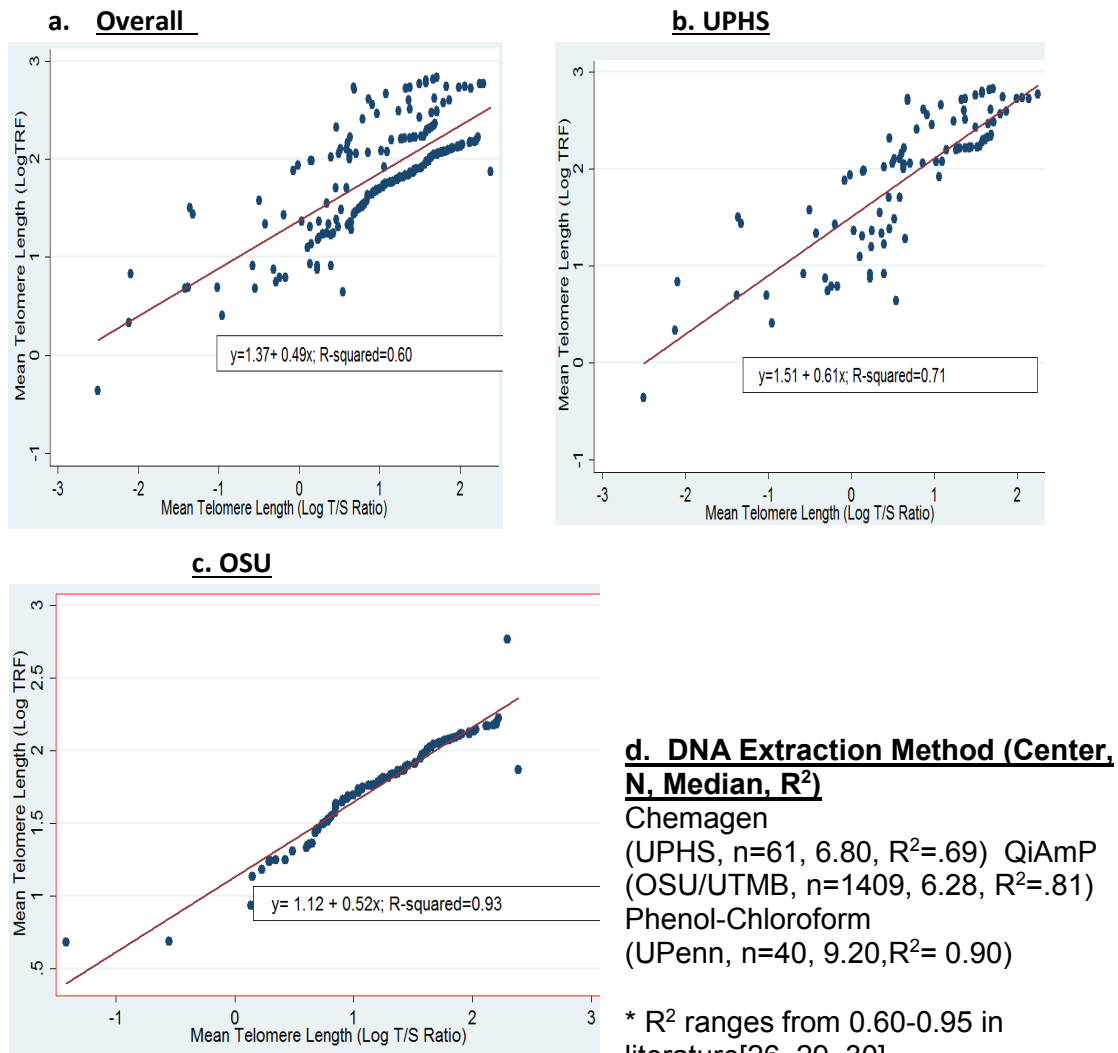 a. Overall
3
2
1
0
-1
Mean Telomere Length (LogTRF)
y=1.37+ 0.49x; R-squared=0.60
-3 -2 -1 0 1 2
Mean Telomere Length (Log T/S Ratio)
b. UPHS
3
2
1
0
-1
Mean Telomere Length (Log TRF)
y=1.51 + 0.61x; R-squared=0.71
-3 -2 -1 0 1 2
Mean Telomere Length (Log T/S Ratio)
c. OSU
3
2.5
2
1.5
1
.5
Mean Telomere Length (Log TRF)
y= 1.12 + 0.52x; R-squared=0.93
-1 0 1 2 3
Mean Telomere Length (Log T/S Ratio)
d. DNA Extraction Method (Center,
N, Median, R²)
Chemagen
(UPHS, n=61, 6.80, R²=.69) QiAmP
(OSU/UTMB, n=1409, 6.28, R²=.81)
Phenol-Chloroform
(UPenn, n=40, 9.20,R²= 0.90)
* R² ranges from 0.60-0.95 in